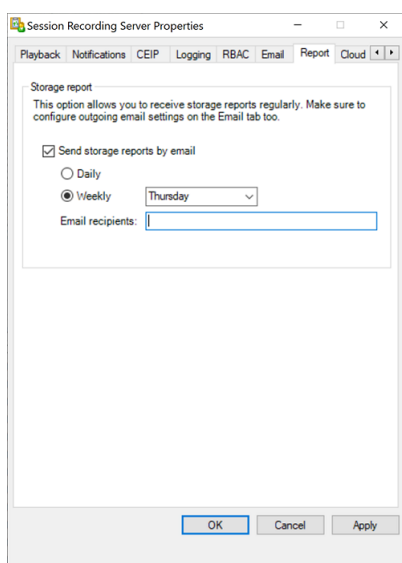 Session Recording Server Properties
Playback Notifications CEIP Logging RBAC Email Report Cloud
Storage report
This option allows you to receive storage reports regularly. Make sure to
configure outgoing email settings on the Email tab too.
Send storage reports by email
Daily
Weekly Thursday
Email recipients:
OK Cancel Apply